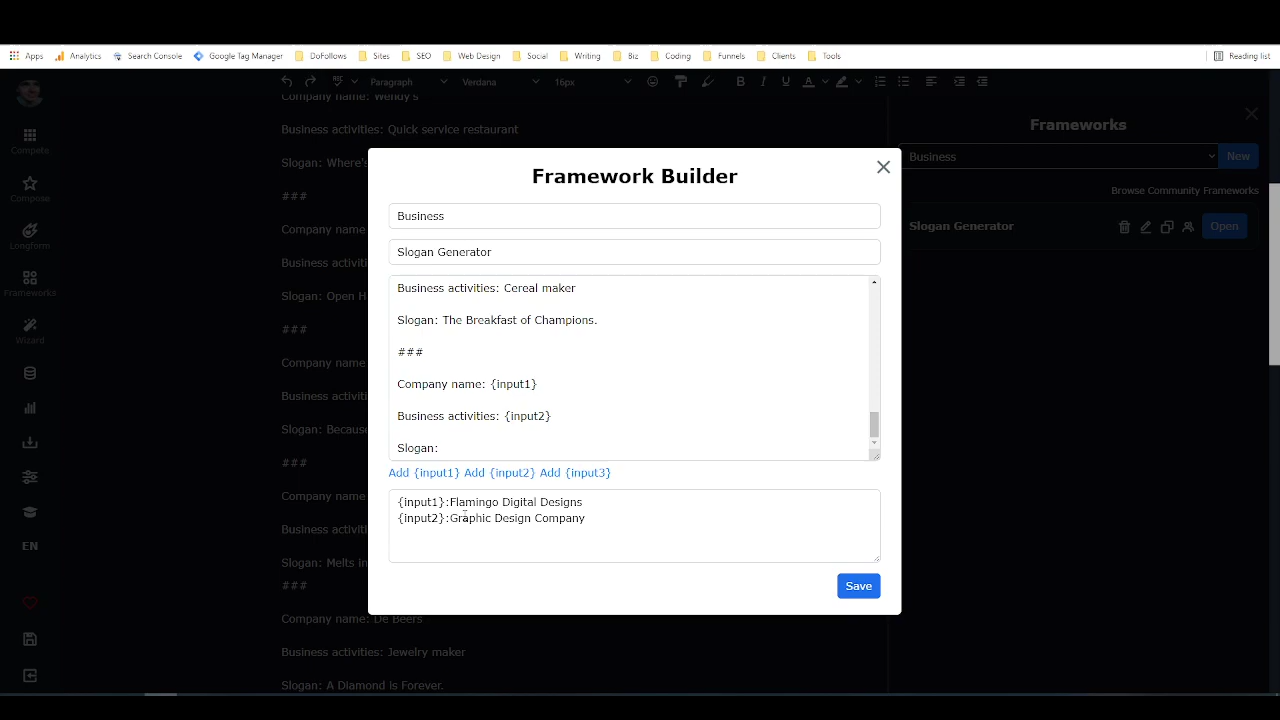 Apps Analytics Search Console Google Tag Manager DoFollows Sites SEO Web Design Social Writing Biz Coding Funnels Clients Tools Reading list
Paragraph Verdana 16px B I U A
Compete
Compose
Longform
Frameworks
Wizard
EN
Company name: Wendy's
Business activities: Quick service restaurant
Slogan: Where's
###
Company name
Business activiti
Slogan: Open H
###
Company name
Business activiti
Slogan: Because
###
Company name
Business activiti
Slogan: Melts in
###
Company name: De Beers
Business activities: Jewelry maker
Slogan: A Diamond Is Forever.
Framework Builder
Business
Slogan Generator
Business activities: Cereal maker
Slogan: The Breakfast of Champions.
###
Company name: {input1}
Business activities: {input2}
Slogan:
Add {input1} Add {input2} Add {input3}
{input1}:Flamingo Digital Designs
{input2}:Graphic Design Company
Save
Frameworks
Business New
Browse Community Frameworks
Slogan Generator Open